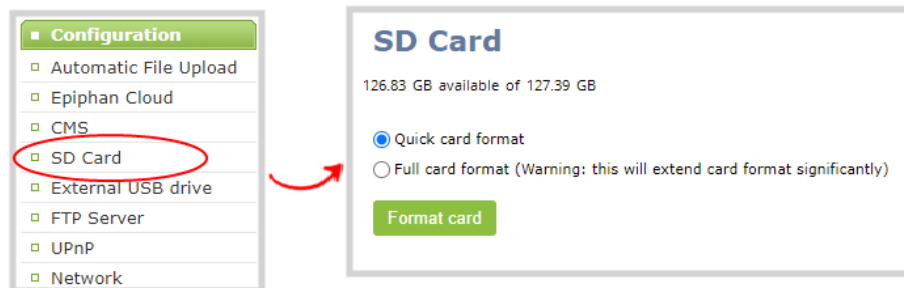 Configuration
Automatic File Upload
Epiphan Cloud
CMS
SD Card
External USB drive
FTP Server
UPnP
Network
SD Card
126.83 GB available of 127.39 GB
Quick card format
Full card format (Warning: this will extend card format significantly)
Format card